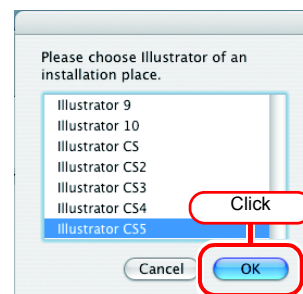 Please choose Illustrator of an
installation place.
Illustrator 9
Illustrator 10
Illustrator CS
Illustrator CS2
Illustrator CS3
Illustrator CS4
Illustrator CS5
Click
Cancel
OK